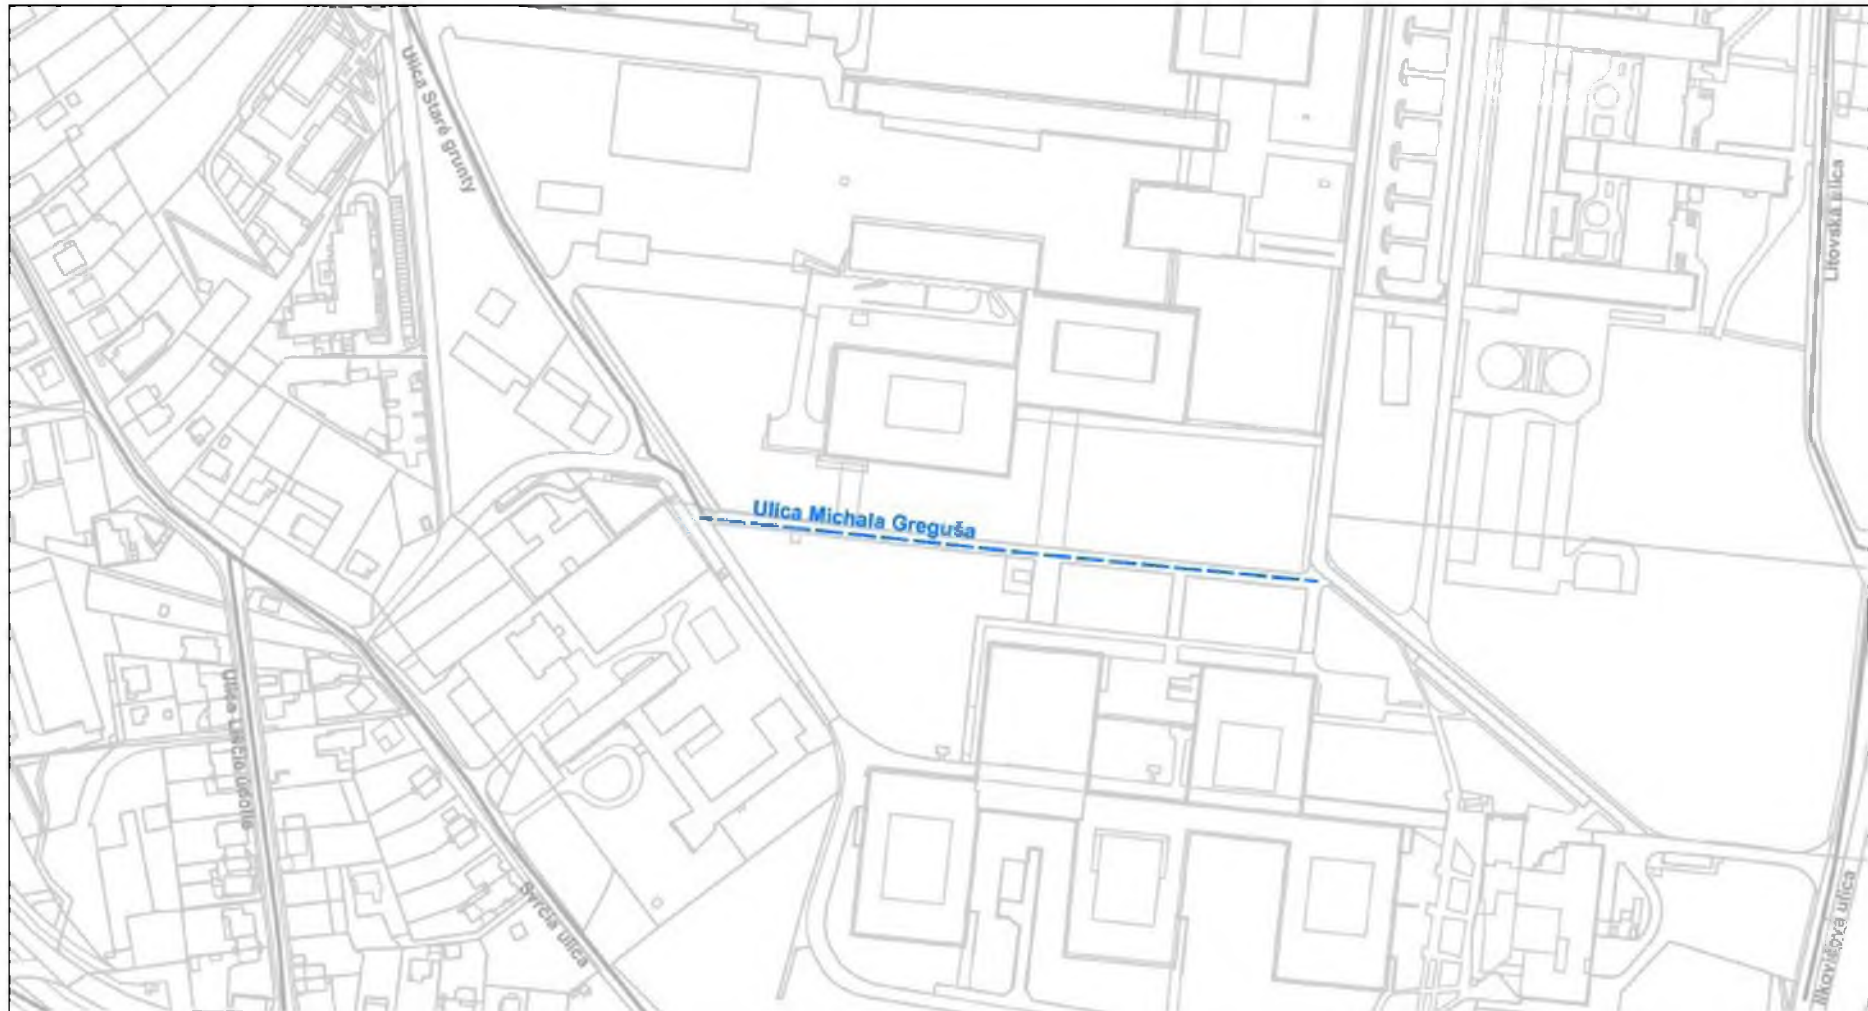 Ulica Staré grunty
Litovská ulica
Ulica Michala Greguša
Ulica Líščie údolie
Svrčia ulica
Ilkovičova ulica